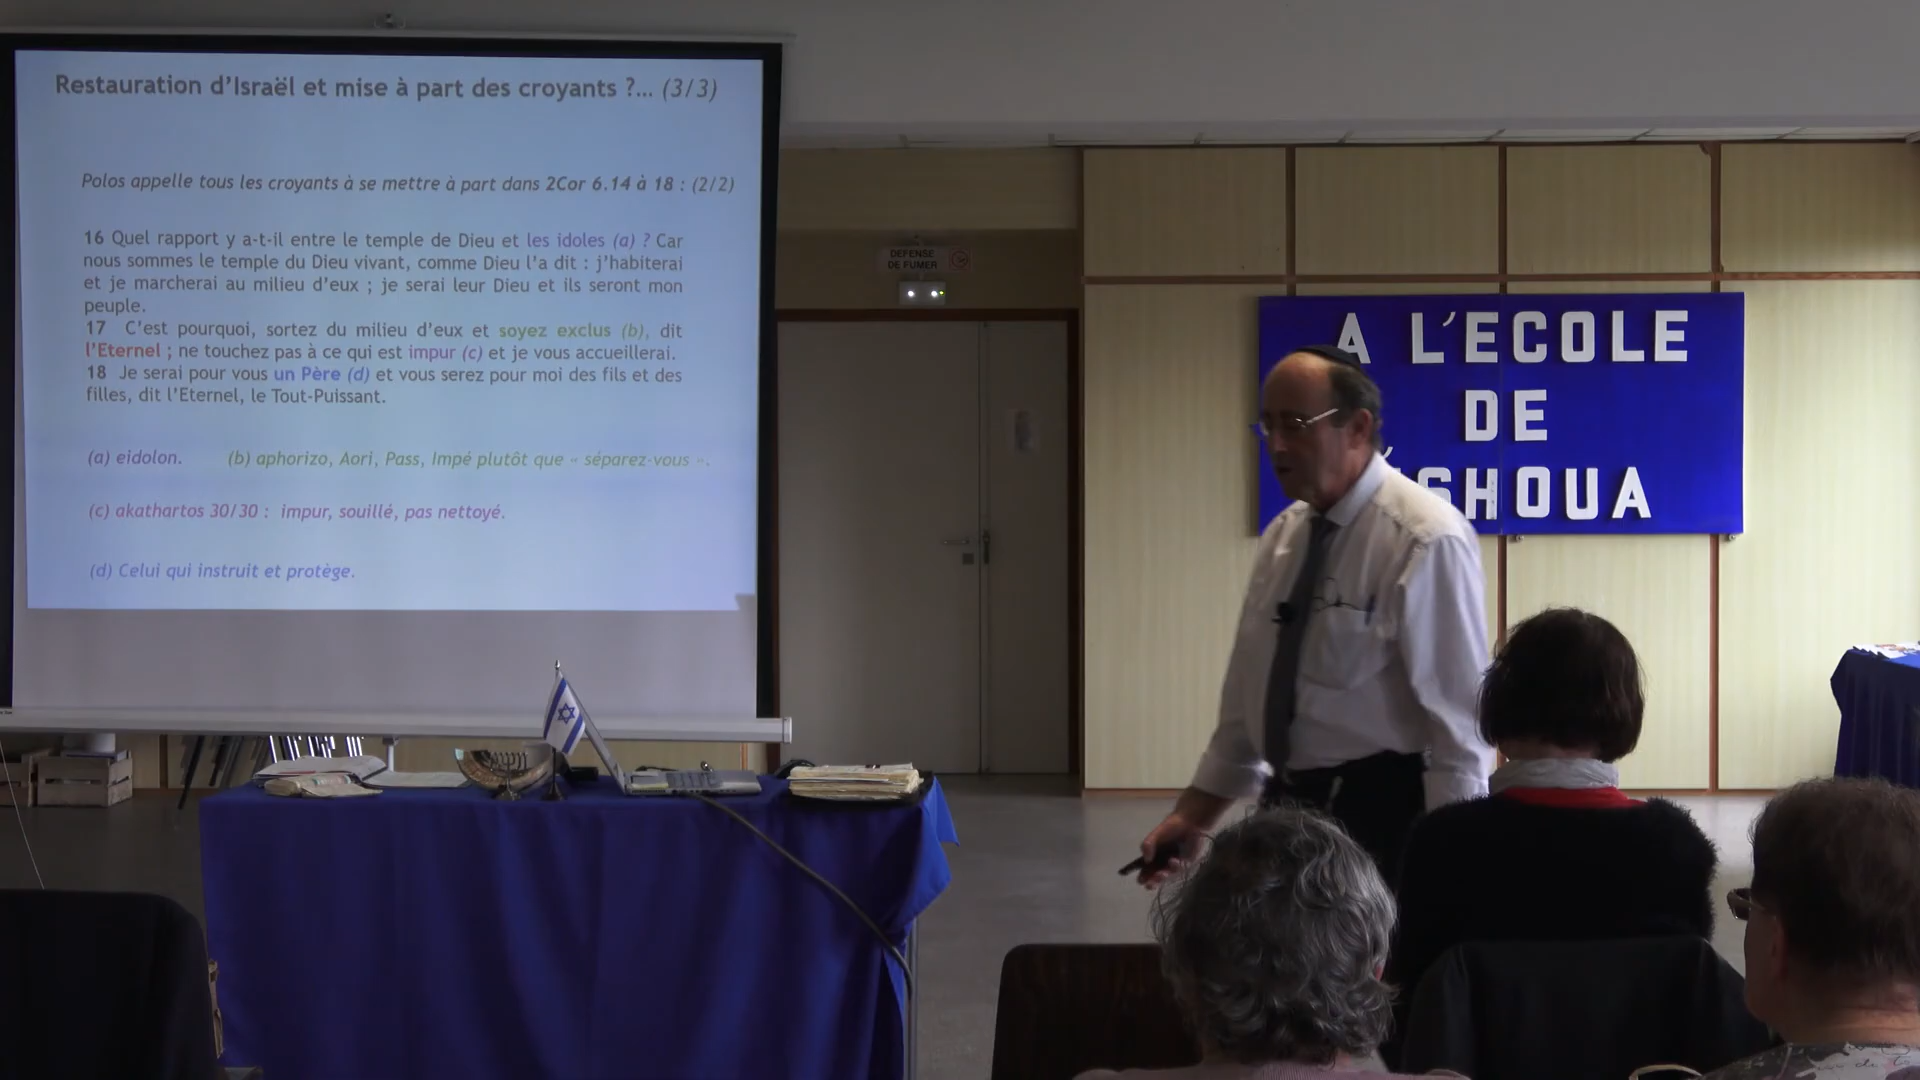 Restauration d'Israël et mise à part des croyants ?... (3/3)
Polos appelle tous les croyants à se mettre à part dans 2Cor 6.14 à 18 : (2/2)
16 Quel rapport y a-t-il entre le temple de Dieu et les idoles (a) ? Car
nous sommes le temple du Dieu vivant, comme Dieu l'a dit : j'habiterai
et je marcherai au milieu d'eux ; je serai leur Dieu et ils seront mon
peuple.
17 C'est pourquoi, sortez du milieu d'eux et soyez exclus (b), dit
l'Eternel ; ne touchez pas à ce qui est impur (c) et je vous accueillerai.
18 Je serai pour vous un Père (d) et vous serez pour moi des fils et des
filles, dit l'Eternel, le Tout-Puissant.
(a) eidolon. (b) aphorizo, Aori, Pass, Impé plutôt que « séparez-vous ».
(c) akathartos 30/30 : impur, souillé, pas nettoyé.
(d) Celui qui instruit et protège.
DEFENSE
DE FUMER
A L'ECOLE
DE
SHOUA